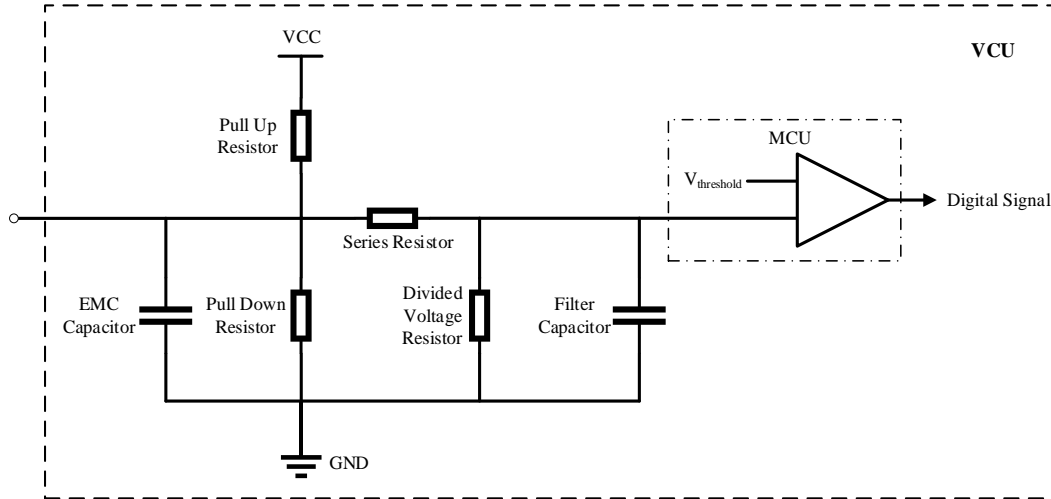 VCC
VCU
Pull Up
Resistor
MCU
Vthreshold
Digital Signal
Series Resistor
EMC
Capacitor
Pull Down
Resistor
Divided
Voltage
Resistor
Filter
Capacitor
GND